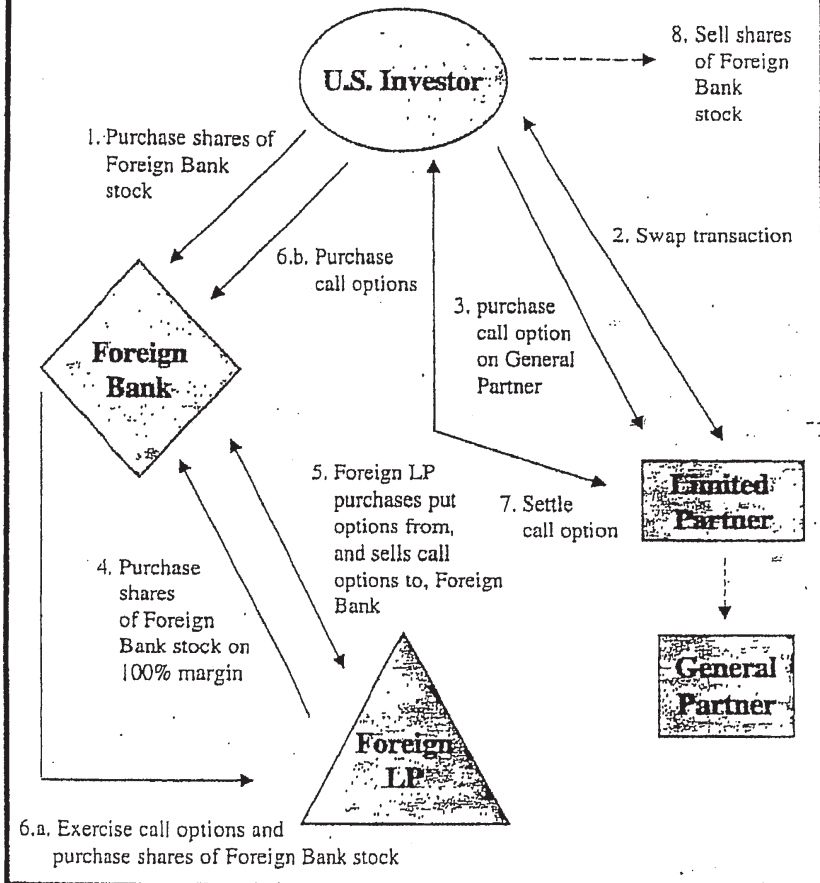 U.S. Investor
8. Sell shares
of Foreign
Bank
stock
1. Purchase shares of
Foreign Bank
stock
2. Swap transaction
6.b. Purchase
call options
3. purchase
call option
on General
Partner
Foreign
Bank
5. Foreign LP
purchases put
options from,
and sells call
options to, Foreign
Bank
7. Settle
call option
Limited
Partner
4. Purchase
shares
of Foreign
Bank stock on
100% margin
General
Partner
Foreign
LP
6.a. Exercise call options and
purchase shares of Foreign Bank stock